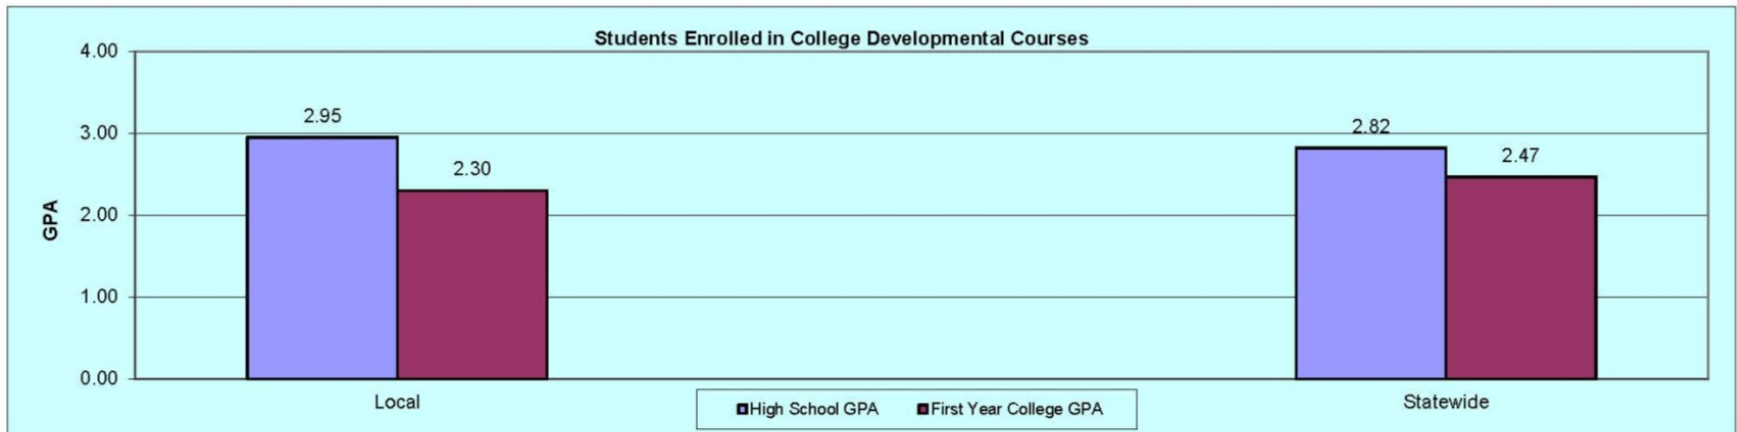 Students Enrolled in College Developmental Courses
4.00
3.00
2.00
1.00
0.00
GPA
2.95
2.30
2.82
2.47
Local
Statewide
High School GPA
First Year College GPA